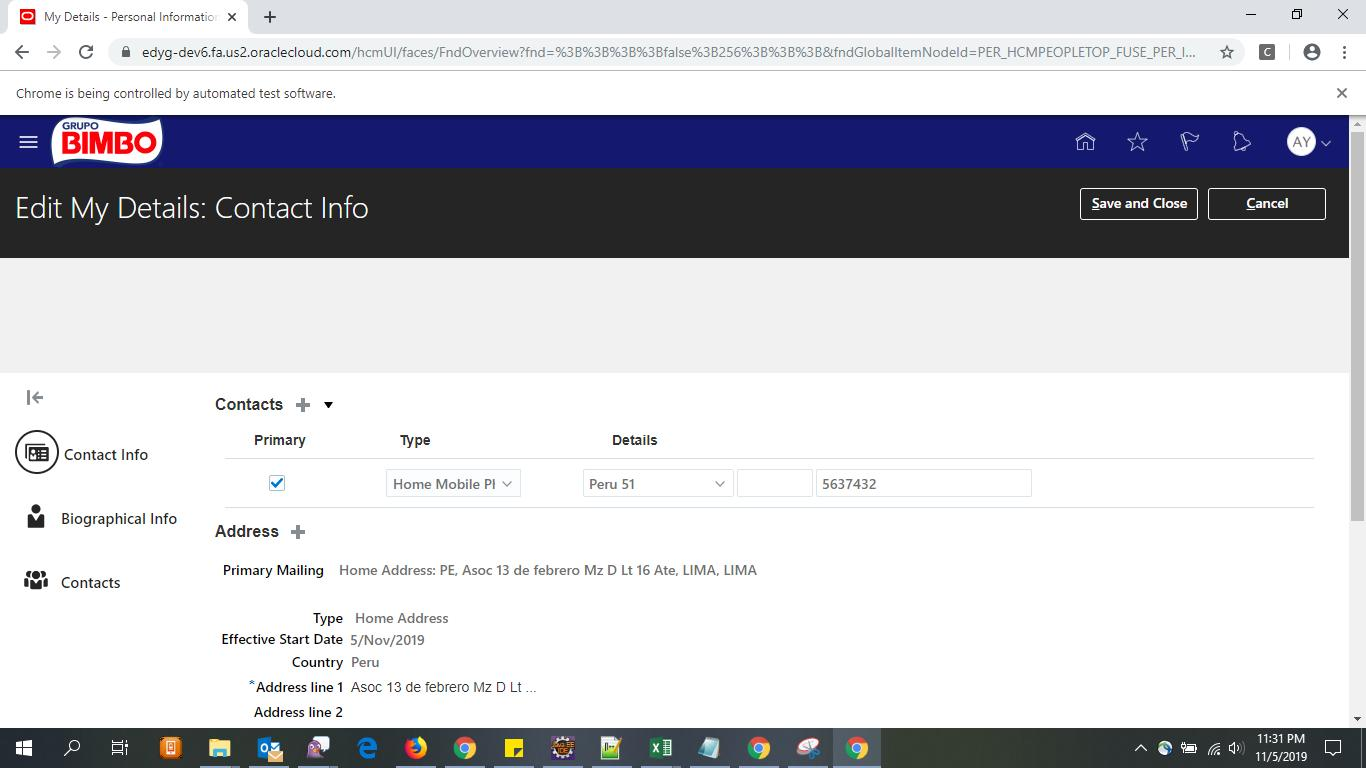 My Details - Personal Information
edyg-dev6.fa.us2.oraclecloud.com/hcmUI/faces/FndOverview?fnd=%3B%3B%3B%3Bfalse%3B256%3B%3B%3B&fndGlobalItemNodeId=PER_HCMPEOPLETOP_FUSE_PER_I...
C
Chrome is being controlled by automated test software.
GRUPO
BIMBO
AY
Edit My Details: Contact Info
Save and Close
Cancel
Contacts
Primary Type Details
Contact Info
Home Mobile Pl Peru 51 5637432
Biographical Info
Address
Primary Mailing Home Address: PE, Asoc 13 de febrero Mz D Lt 16 Ate, LIMA, LIMA
Contacts
Type Home Address
Effective Start Date 5/Nov/2019
Country Peru
*Address line 1 Asoc 13 de febrero Mz D Lt ...
Address line 2
11:31 PM
11/5/2019